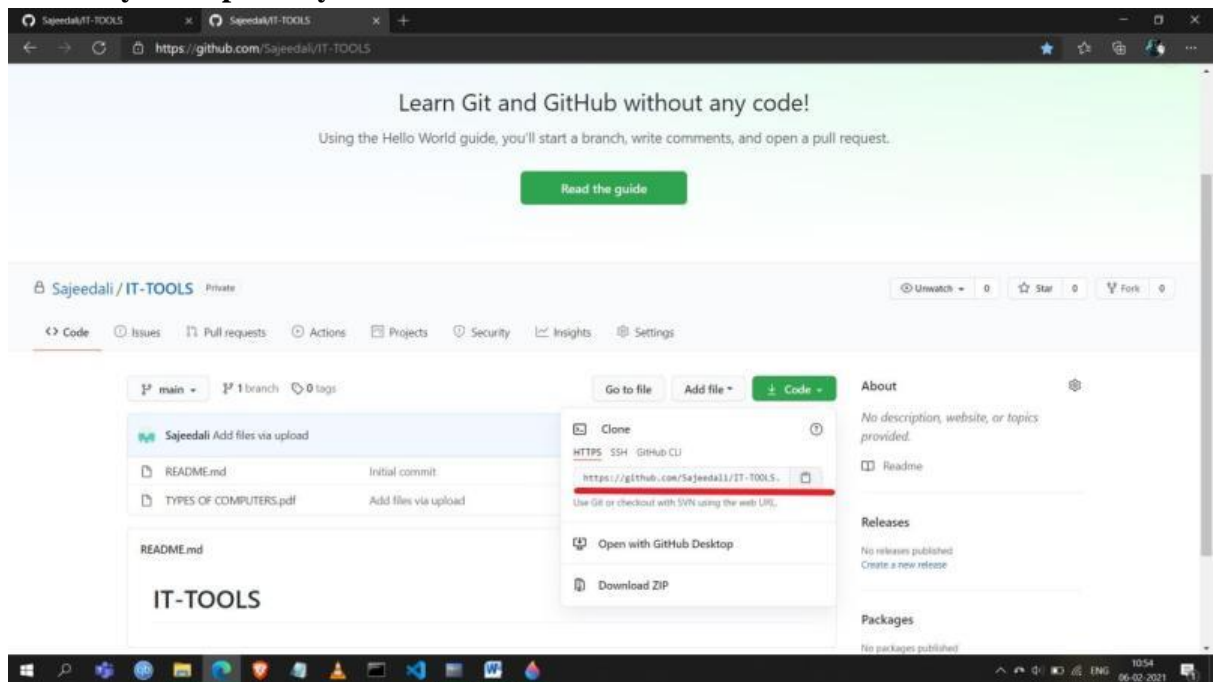 Sajeedali/IT-TOOLS
Sajeedali/IT-TOOLS
https://github.com/Sajeedali/IT-TOOLS
Learn Git and GitHub without any code!
Using the Hello World guide, you'll start a branch, write comments, and open a pull request.
Read the guide
Sajeedali / IT-TOOLS Private
Unwatch 0 Star 0 Fork 0
Code Issues Pull requests Actions Projects Security Insights Settings
main 1 branch 0 tags
Go to file Add file Code
About
No description, website, or topics
provided.
Readme
Sajeedali Add files via upload
README.md Initial commit
TYPES OF COMPUTERS.pdf Add files via upload
Clone
HTTPS SSH GitHub CLI
https://github.com/Sajeedali/IT-TOOLS.
Use Git or checkout with SVN using the web URL.
Open with GitHub Desktop
Download ZIP
Releases
No releases published
Create a new release
README.md
IT-TOOLS
Packages
No packages published
ENG 10:54
06-02-2021